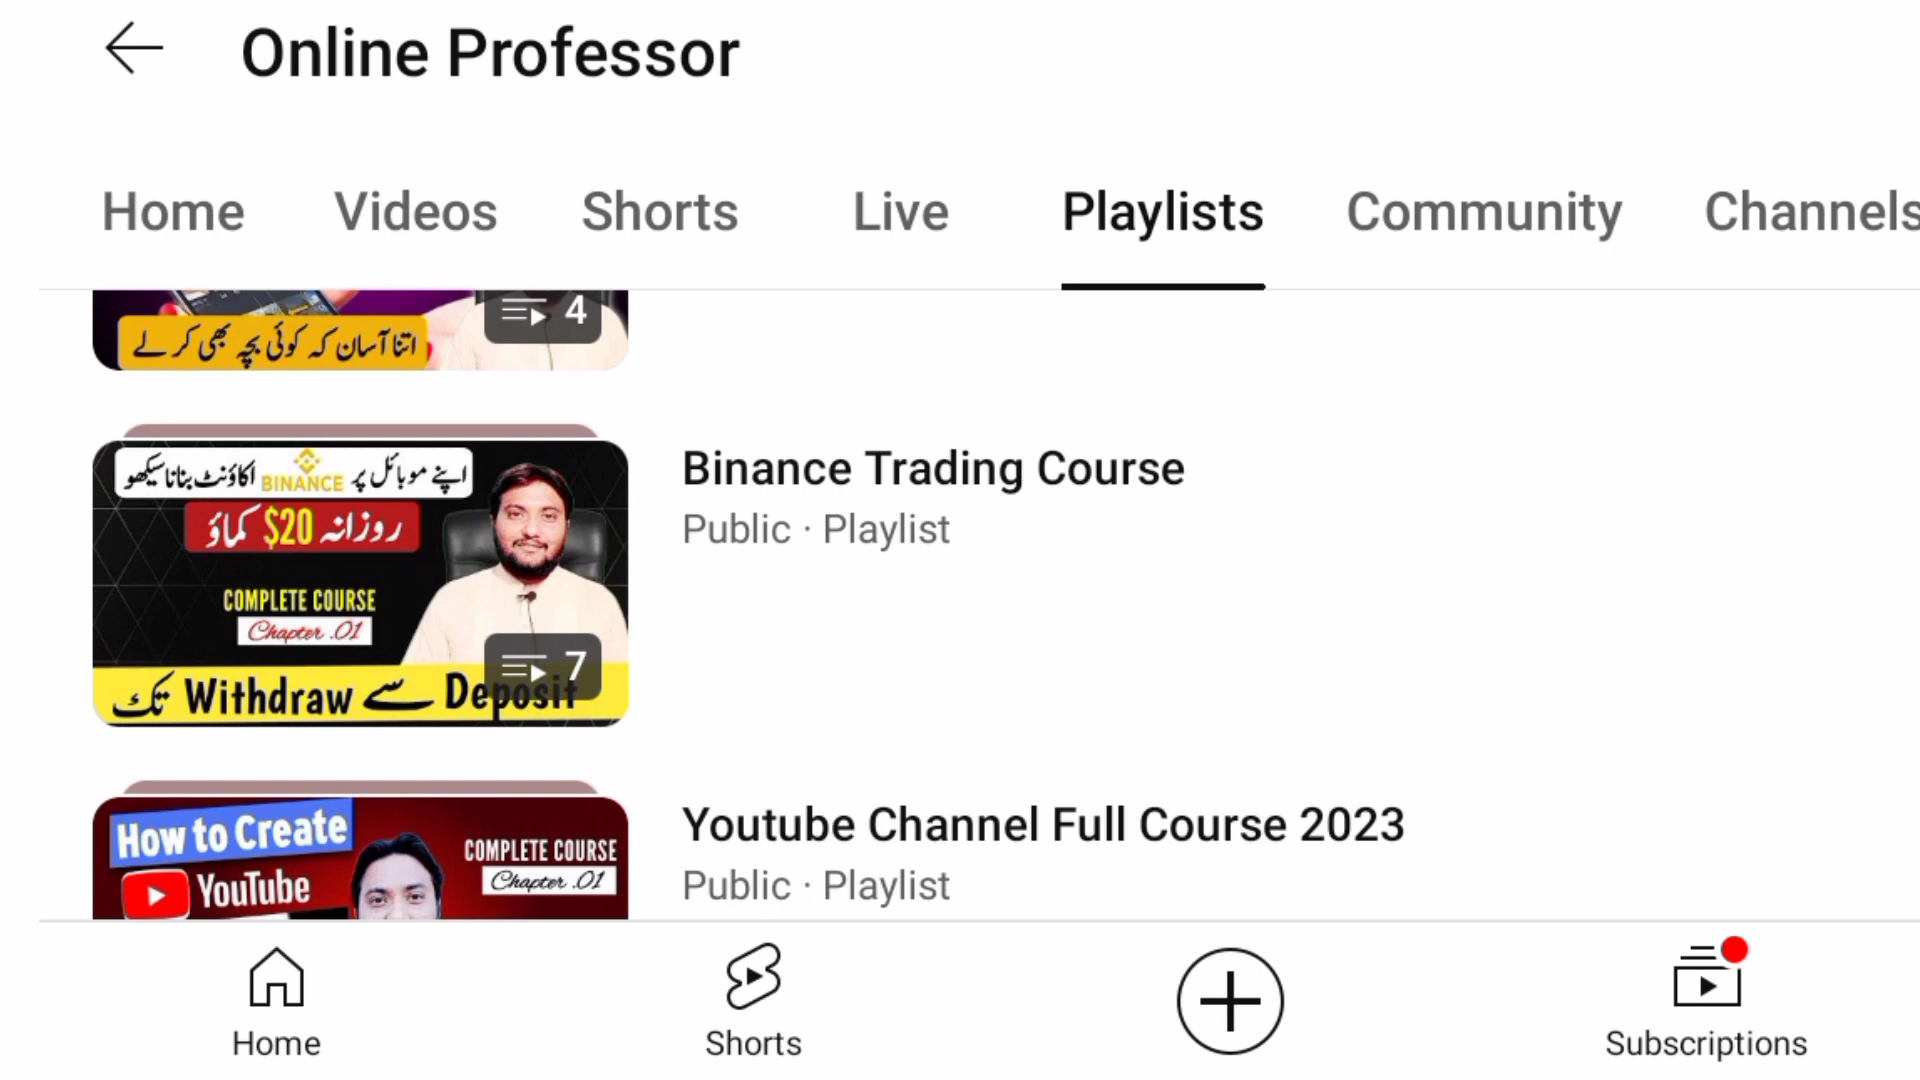 Online Professor
Home Videos Shorts Live Playlists Community Channels
4
اتنا آسان کہ کوئی بچہ بھی کر لے
اپنے موبائل پر BINANCE اکاؤنٹ بنانا سیکھو
روزانہ $20 کماؤ
COMPLETE COURSE
Chapter .01
7
Deposit سے Withdraw تک
Binance Trading Course
Public · Playlist
How to Create
YouTube
COMPLETE COURSE
Chapter .01
Youtube Channel Full Course 2023
Public · Playlist
Home Shorts Subscriptions